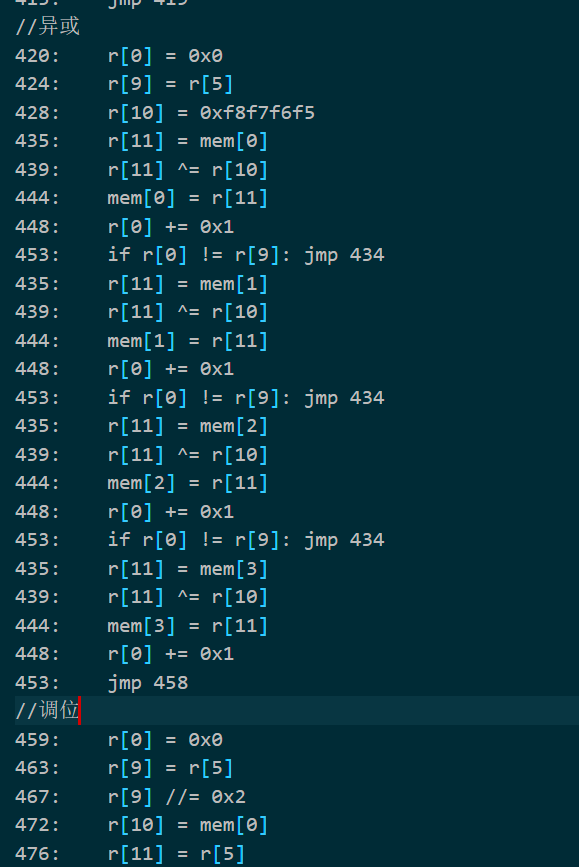 //异或
420:    r[0] = 0x0
424:    r[9] = r[5]
428:    r[10] = 0xf8f7f6f5
435:    r[11] = mem[0]
439:    r[11] ^= r[10]
444:    mem[0] = r[11]
448:    r[0] += 0x1
453:    if r[0] != r[9]: jmp 434
435:    r[11] = mem[1]
439:    r[11] ^= r[10]
444:    mem[1] = r[11]
448:    r[0] += 0x1
453:    if r[0] != r[9]: jmp 434
435:    r[11] = mem[2]
439:    r[11] ^= r[10]
444:    mem[2] = r[11]
448:    r[0] += 0x1
453:    if r[0] != r[9]: jmp 434
435:    r[11] = mem[3]
439:    r[11] ^= r[10]
444:    mem[3] = r[11]
448:    r[0] += 0x1
453:    jmp 458
//调位
459:    r[0] = 0x0
463:    r[9] = r[5]
467:    r[9] //= 0x2
472:    r[10] = mem[0]
476:    r[11] = r[5]